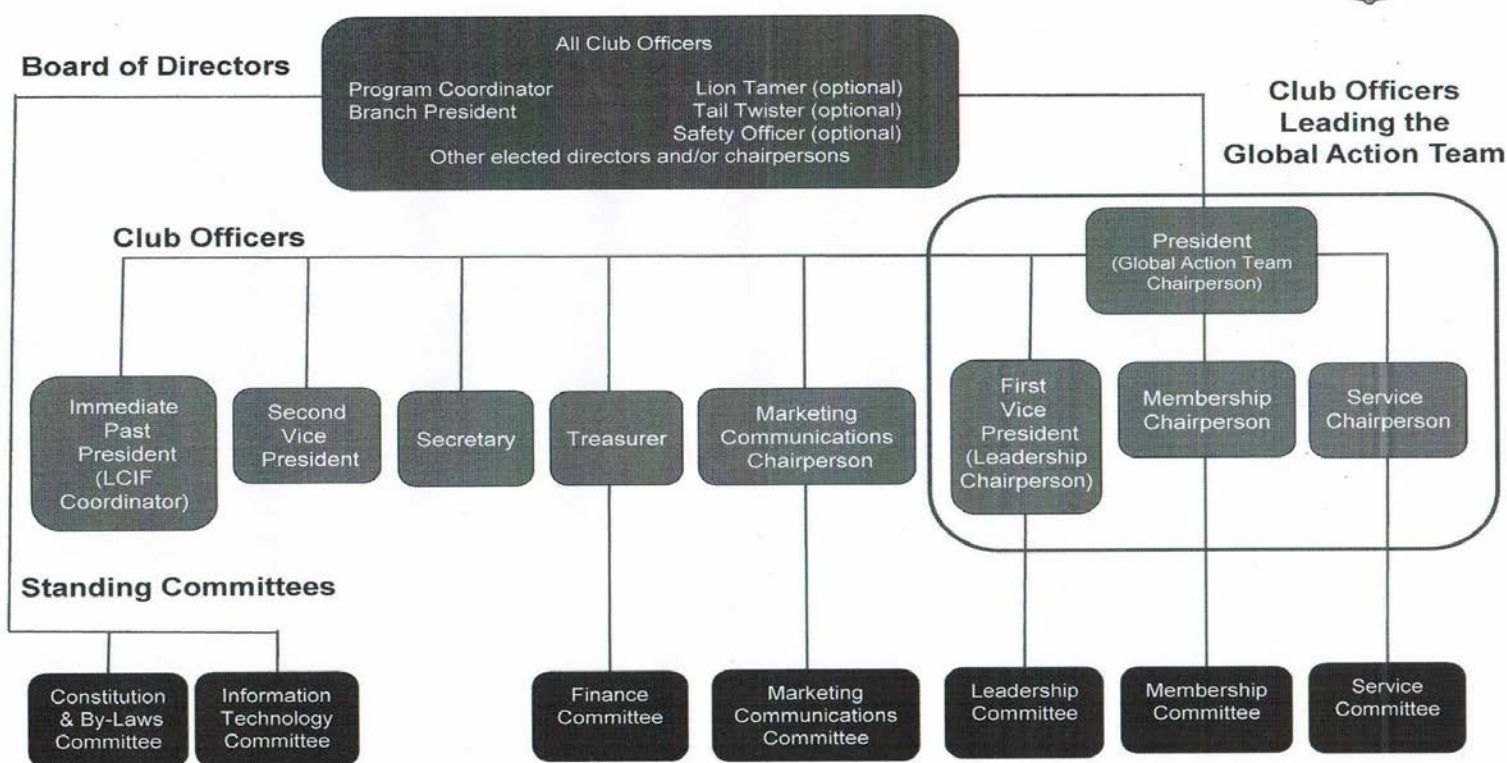 All Club Officers
Board of Directors
Program Coordinator
Branch President
Lion Tamer (optional)
Tail Twister (optional)
Safety Officer (optional)
Other elected directors and/or chairpersons
Club Officers
Leading the
Global Action Team
Club Officers
President
(Global Action Team
Chairperson)
Immediate
Past
President
(LCIF
Coordinator)
Second
Vice
President
Secretary
Treasurer
Marketing
Communications
Chairperson
First
Vice
President
(Leadership
Chairperson)
Membership
Chairperson
Service
Chairperson
Standing Committees
Constitution
& By-Laws
Committee
Information
Technology
Committee
Finance
Committee
Marketing
Communications
Committee
Leadership
Committee
Membership
Committee
Service
Committee